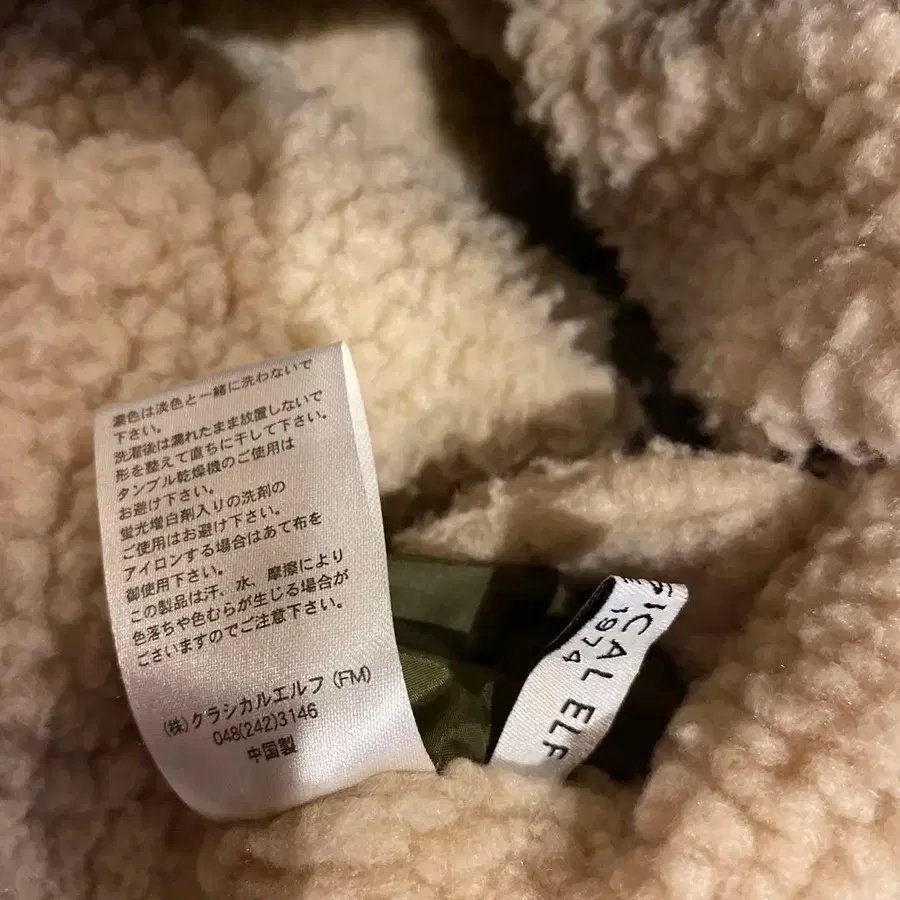 濃色は淡色と一緒に洗わないで
下さい。
洗濯後は濡れたまま放置しないで
形を整えて直ちに干して下さい。
タンブル乾燥機のご使用は
お避け下さい。
蛍光増白剤入りの洗剤の
ご使用はお避け下さい。
アイロンする場合はあて布を
御使用下さい。
この製品は汗、水、摩擦により
色落ちや色むらが生じる場合が
ございますのでご注意下さい。
(株)クラシカルエルフ(FM)
048(242)3146
中国製
SICAL ELF
1974